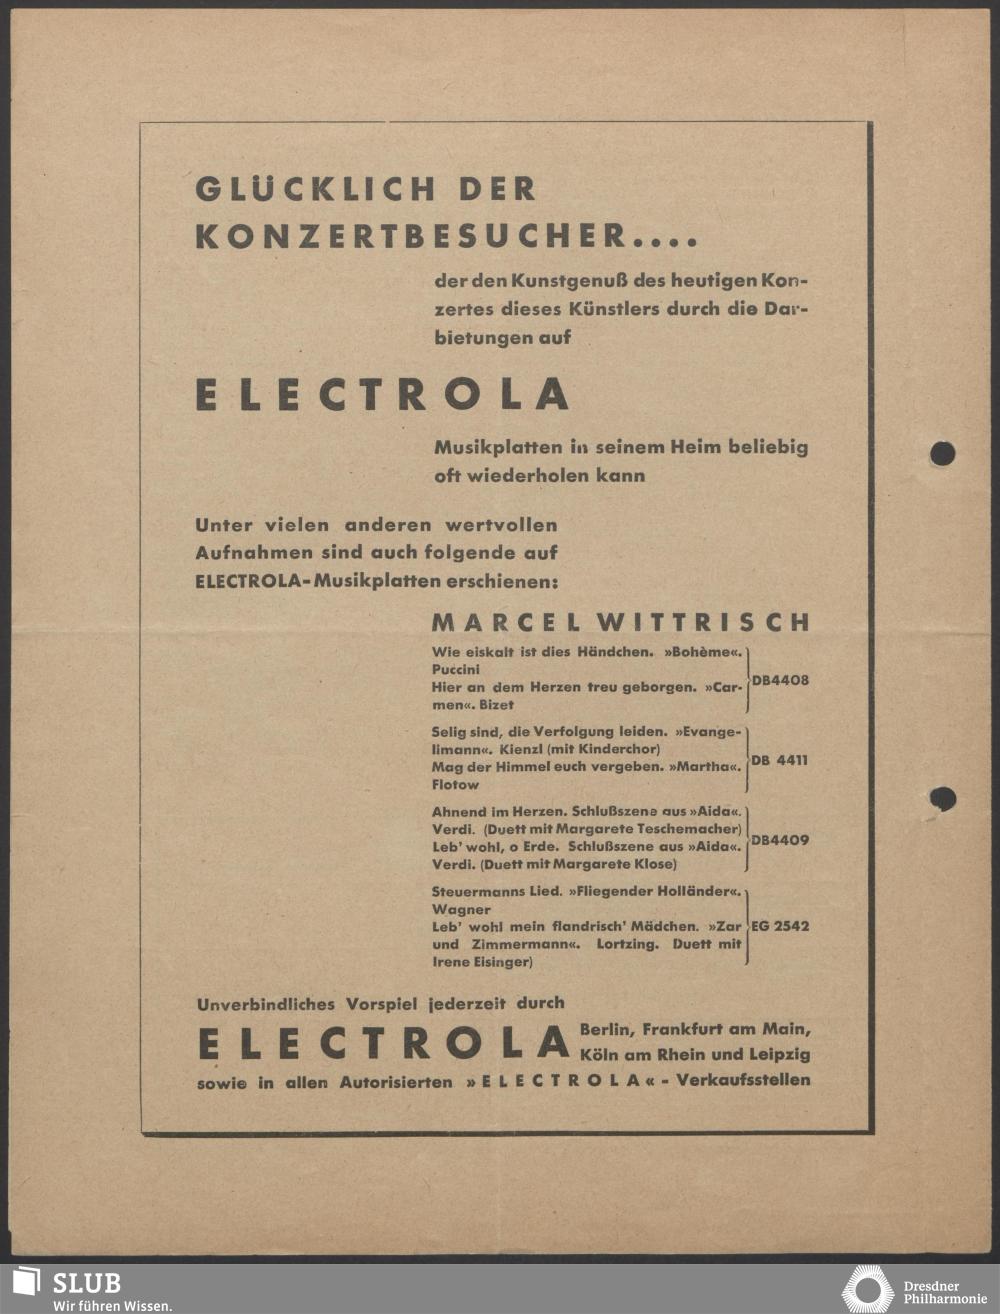 GLÜCKLICH DER
KONZERTBESUCHER....
der den Kunstgenuß des heutigen Kon-
zertes dieses Künstlers durch die Dar-
bietungen auf
ELECTROLA
Musikplatten in seinem Heim beliebig
oft wiederholen kann
Unter vielen anderen wertvollen
Aufnahmen sind auch folgende auf
ELECTROLA-Musikplatten erschienen:
MARCEL WITTRISCH
Wie eiskalt ist dies Händchen. »Bohème«.
Puccini
Hier an dem Herzen treu geborgen. »Car-
men«. Bizet
DB4408
Selig sind, die Verfolgung leiden. »Evange-
limann«. Kienzl (mit Kinderchor)
Mag der Himmel euch vergeben. »Martha«.
Flotow
DB 4411
Ahnend im Herzen. Schlußszene aus »Aida«.
Verdi. (Duett mit Margarete Teschemacher)
Leb' wohl, o Erde. Schlußszene aus »Aida«.
Verdi. (Duett mit Margarete Klose)
DB4409
Steuermanns Lied. »Fliegender Holländer«.
Wagner
Leb' wohl mein flandrisch' Mädchen. »Zar
und Zimmermann«. Lortzing. Duett mit
Irene Eisinger)
EG 2542
Unverbindliches Vorspiel jederzeit durch
ELECTROLA Berlin, Frankfurt am Main,
Köln am Rhein und Leipzig
sowie in allen Autorisierten »ELECTROLA« - Verkaufsstellen
SLUB
Wir führen Wissen.
Dresdner
Philharmonie